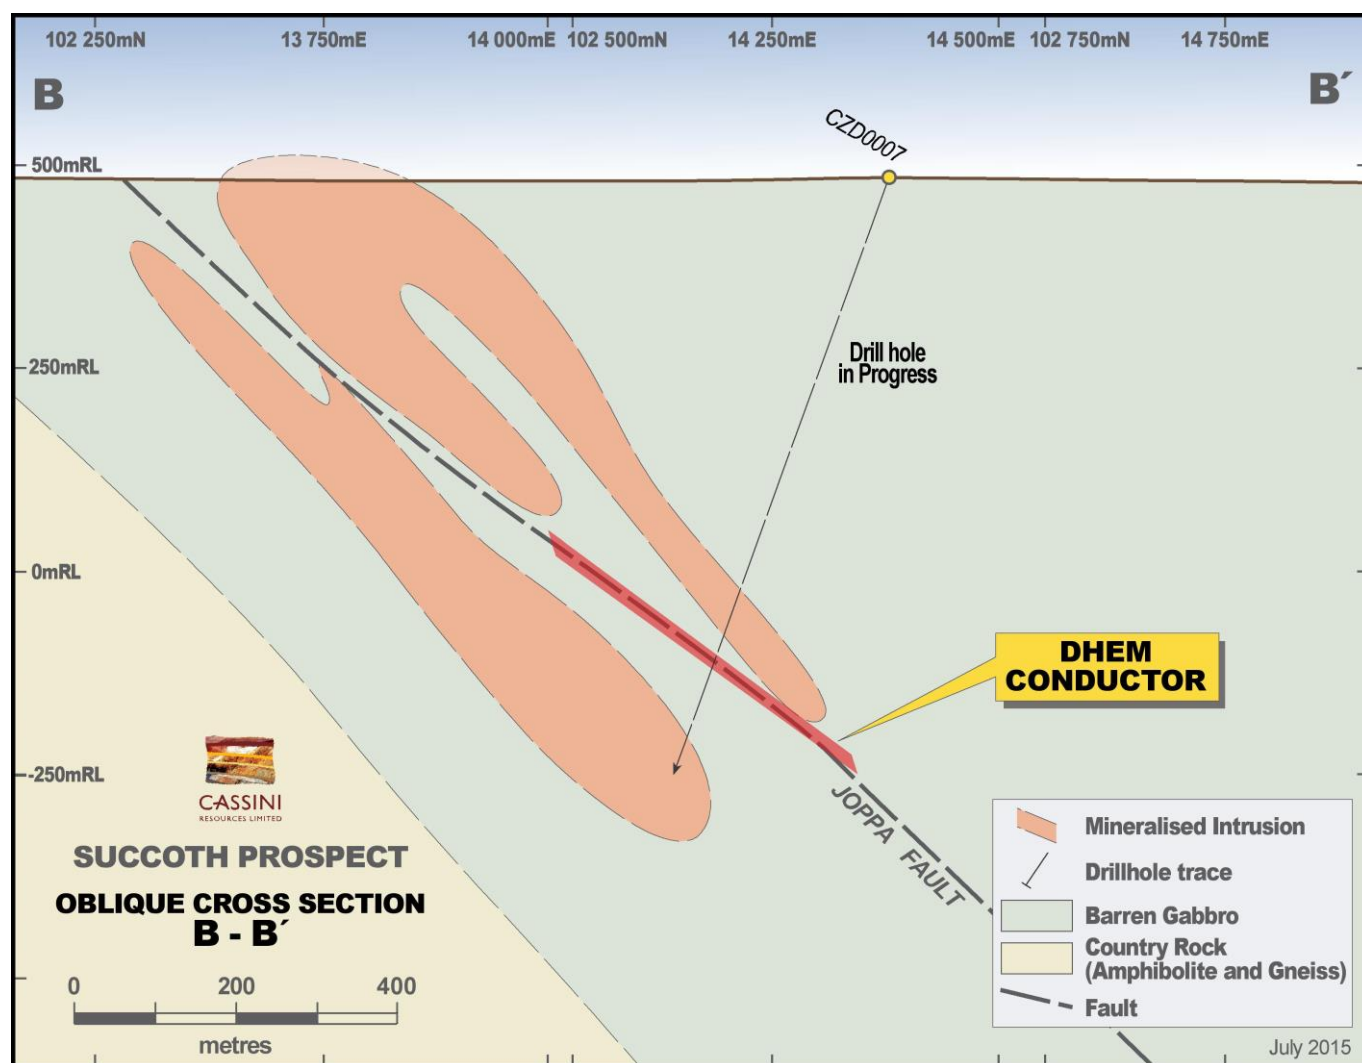 102 250mN 13 750mE 14 000mE 102 500mN 14 250mE 14 500mE 102 750mN 14 750mE
B B´
CZD0007
500mRL
Drill hole
in Progress
250mRL
0mRL
DHEM
CONDUCTOR
-250mRL
JOPPA FAULT
CASSINI
RESOURCES LIMITED
SUCCOTH PROSPECT
OBLIQUE CROSS SECTION
B - B´
0 200 400
metres
Mineralised Intrusion
Drillhole trace
Barren Gabbro
Country Rock
(Amphibolite and Gneiss)
Fault
July 2015